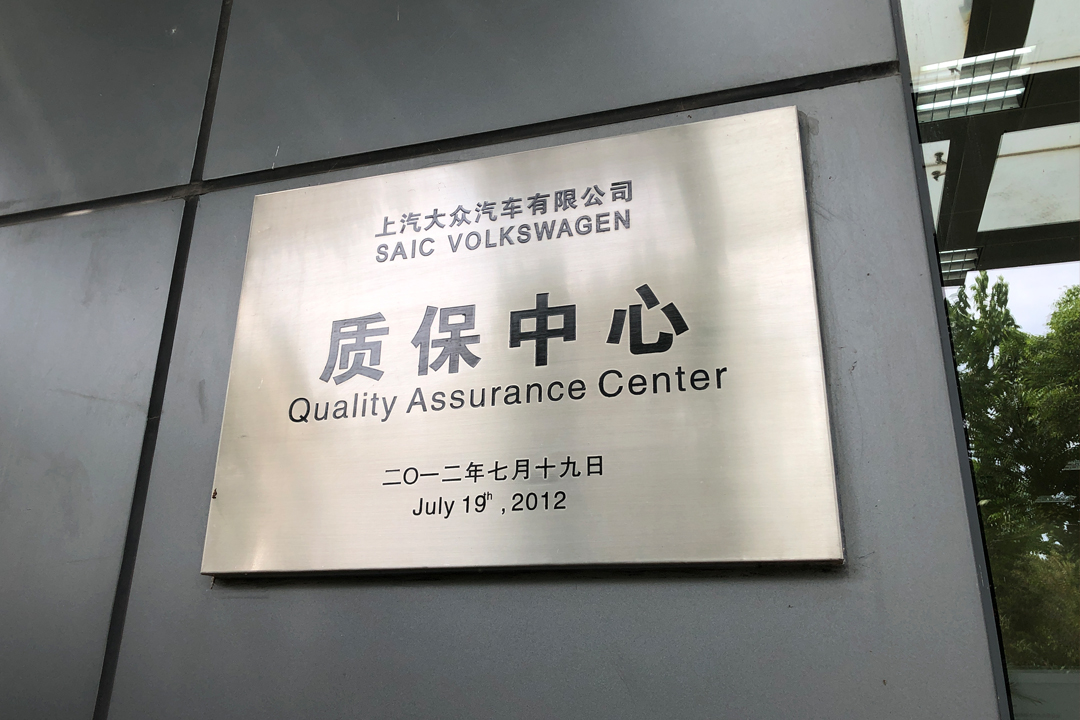 上汽大众汽车有限公司
SAIC VOLKSWAGEN
质保中心
Quality Assurance Center
二〇一二年七月十九日
July 19th , 2012